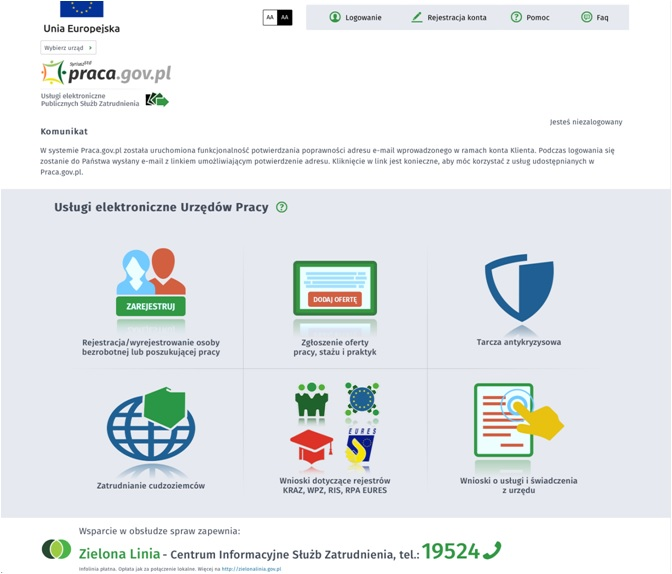 Unia Europejska
AA AA
Logowanie
Rejestracja konta
Pomoc
Faq
Wybierz urząd
praca.gov.pl
Usługi elektroniczne
Publicznych Służb Zatrudnienia
Jesteś niezalogowany
Komunikat
W systemie Praca.gov.pl została uruchomiona funkcjonalność potwierdzania poprawności adresu e-mail wprowadzonego w ramach konta Klienta. Podczas logowania się
zostanie do Państwa wysłany e-mail z linkiem umożliwiającym potwierdzenie adresu. Kliknięcie w link jest konieczne, aby móc korzystać z usług udostępnianych w
Praca.gov.pl.
Usługi elektroniczne Urzędów Pracy
ZAREJESTRUJ
Rejestracja/wyrejestrowanie osoby
bezrobotnej lub poszukującej pracy
DODAJ OFERTĘ
Zgłoszenie oferty
pracy, stażu i praktyk
Tarcza antykryzysowa
Zatrudnianie cudzoziemców
EURES
Wnioski dotyczące rejestrów
KRAZ, WPZ, RIS, RPA EURES
Wnioski o usługi i świadczenia
z urzędu
Wsparcie w obsłudze spraw zapewnia:
Zielona Linia - Centrum Informacyjne Służb Zatrudnienia, tel.: 19524
Infolinia płatna. Opłata jak za połączenie lokalne. Więcej na http://zielonalinia.gov.pl